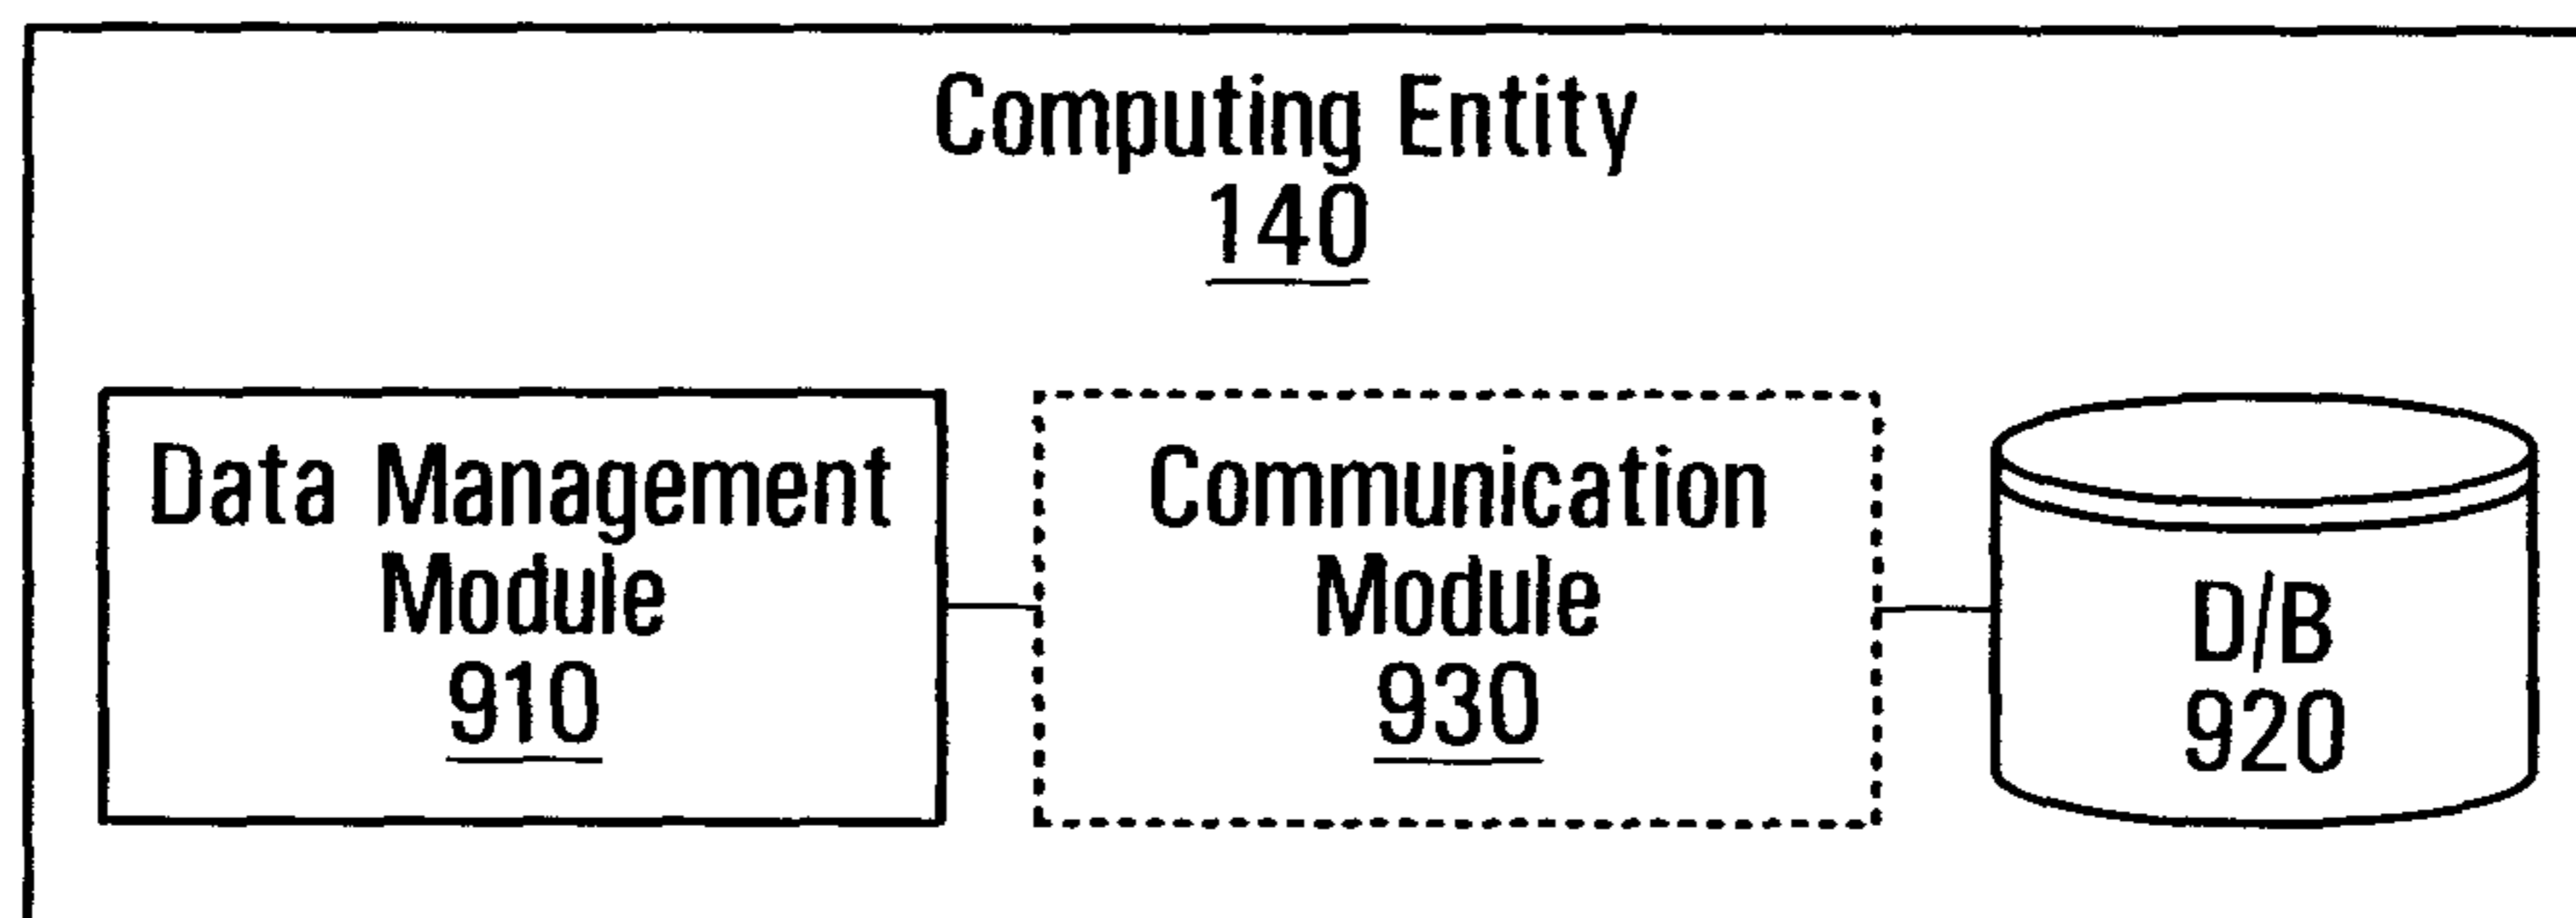 Computing Entity
140
Data Management
Module
910
Communication
Module
930
D/B
920